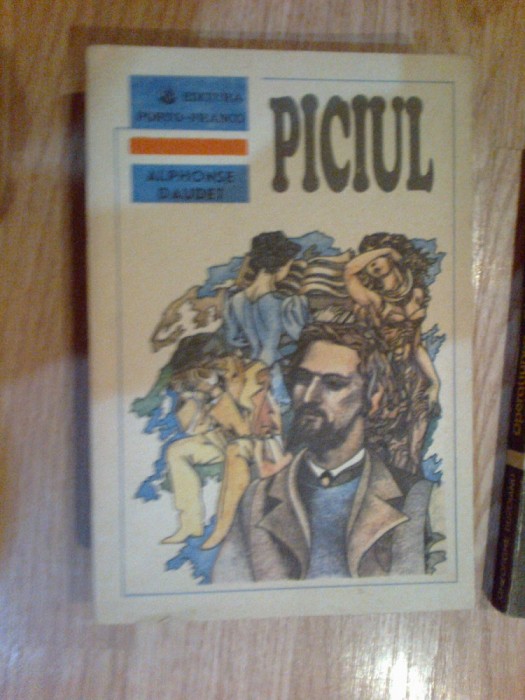 EDITURA
PORTO-FRANCO
ALPHONSE
DAUDET
PICIUL